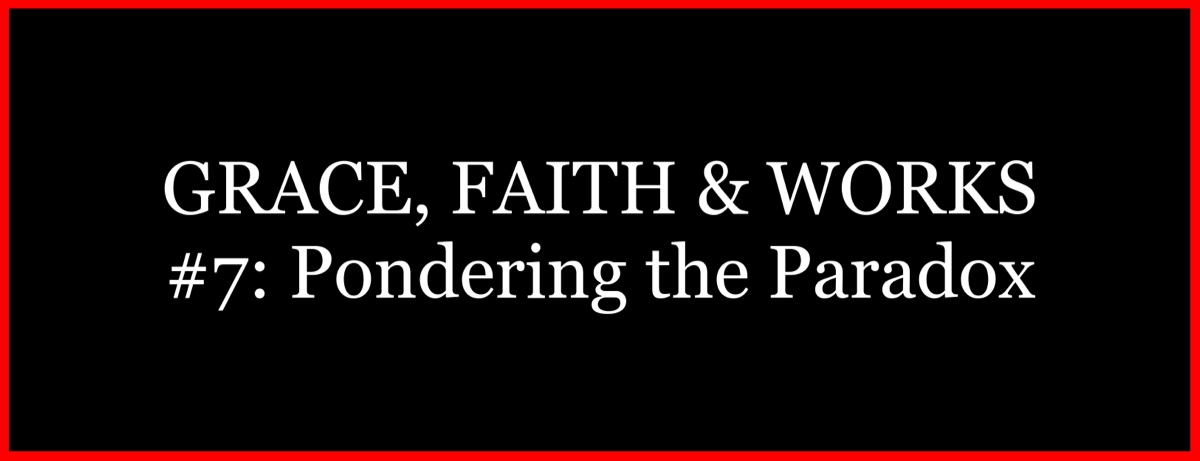 GRACE, FAITH & WORKS
#7: Pondering the Paradox